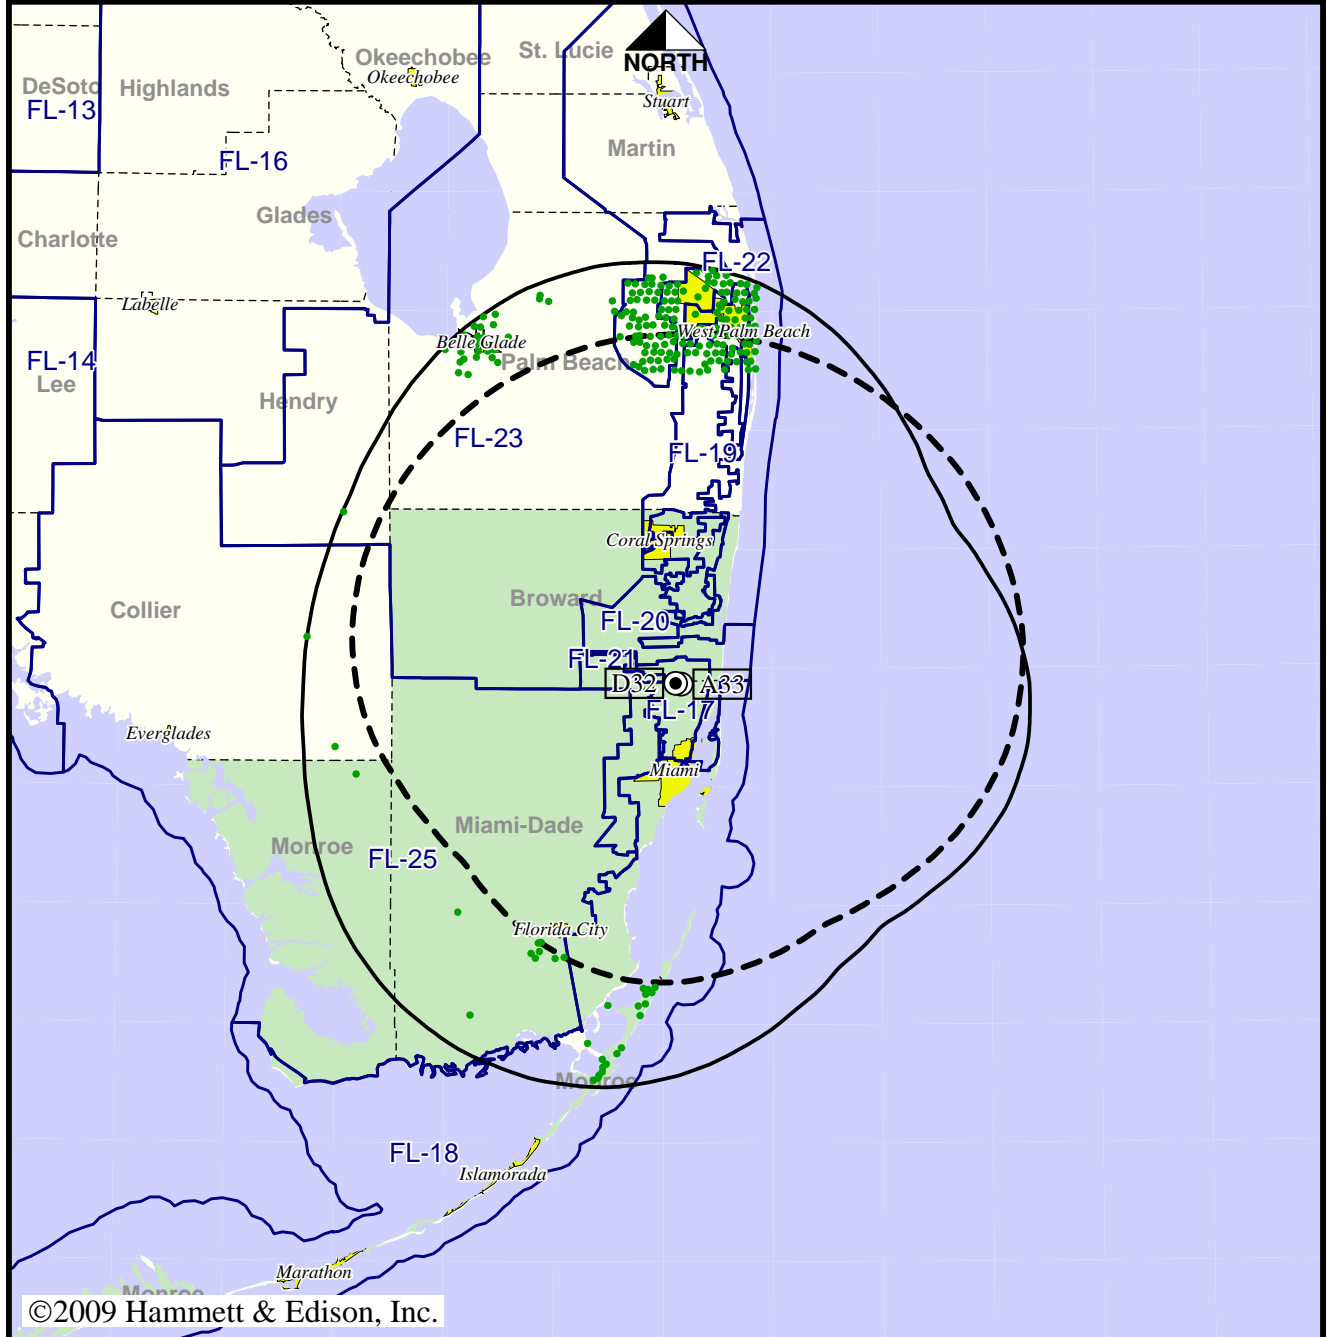 Okeechobee
St. Lucie
NORTH
DeSoto
Highlands
Okeechobee
Stuart
FL-13
FL-16
Martin
Glades
Charlotte
FL-22
Labelle
Belle Glade
West Palm Beach
FL-14
Lee
Palm Beach
Hendry
FL-23
FL-19
Coral Springs
Collier
Broward
FL-20
FL-21
D32
A33
FL-17
Everglades
Miami
Miami-Dade
Monroe
FL-25
Florida City
Monroe
FL-18
Islamorada
Marathon
Monroe
©2009 Hammett & Edison, Inc.